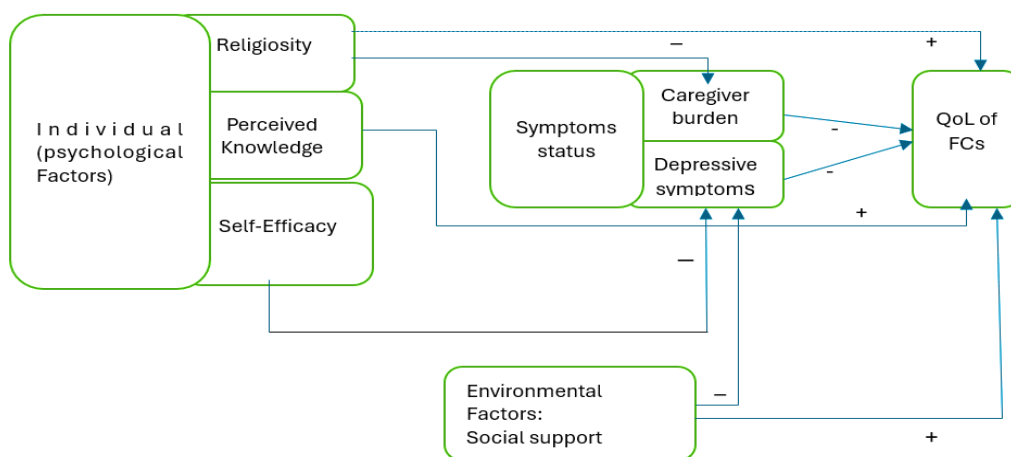 Religiosity
Individual
(psychological
Factors)
Perceived
Knowledge
Self-Efficacy
–
+
Symptoms
status
Caregiver
burden
Depressive
symptoms
-
-
QoL of
FCs
+
–
Environmental
Factors:
Social support
–
+